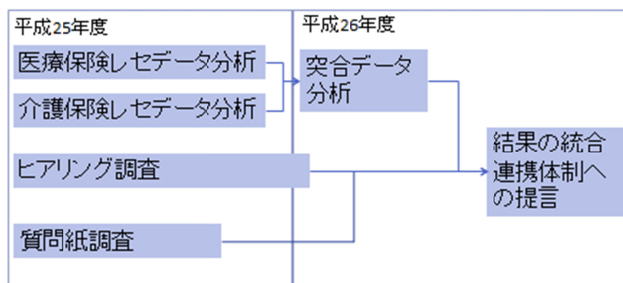 平成25年度
医療保険レセデータ分析
介護保険レセデータ分析
ヒアリング調査
質問紙調査
平成26年度
突合データ
分析
結果の統合
連携体制へ
の提言